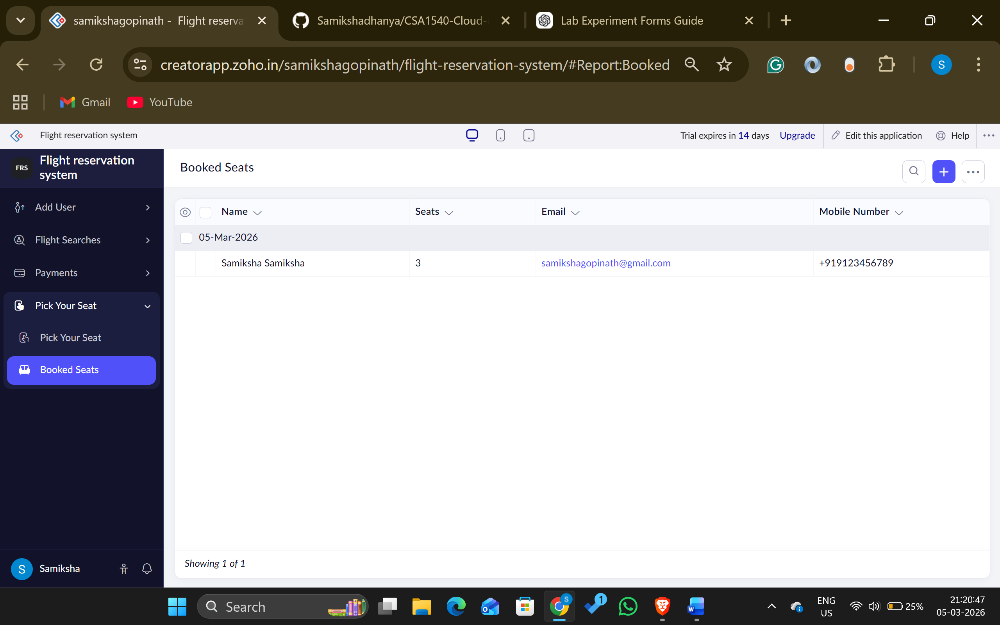 samikshagopinath - Flight reserva
Samikshadhanya/CSA1540-Cloud-
Lab Experiment Forms Guide
creatorapp.zoho.in/samikshagopinath/flight-reservation-system/#Report:Booked
S
Gmail
YouTube
Flight reservation system
Trial expires in 14 days
Upgrade
Edit this application
Help
FRS
Flight reservation
system
Booked Seats
Add User
Flight Searches
Payments
Pick Your Seat
Pick Your Seat
Booked Seats
Name
Seats
Email
Mobile Number
05-Mar-2026
Samiksha Samiksha
3
samikshagopinath@gmail.com
+919123456789
Showing 1 of 1
S
Samiksha
Search
S
1
ENG
US
25%
21:20:47
05-03-2026